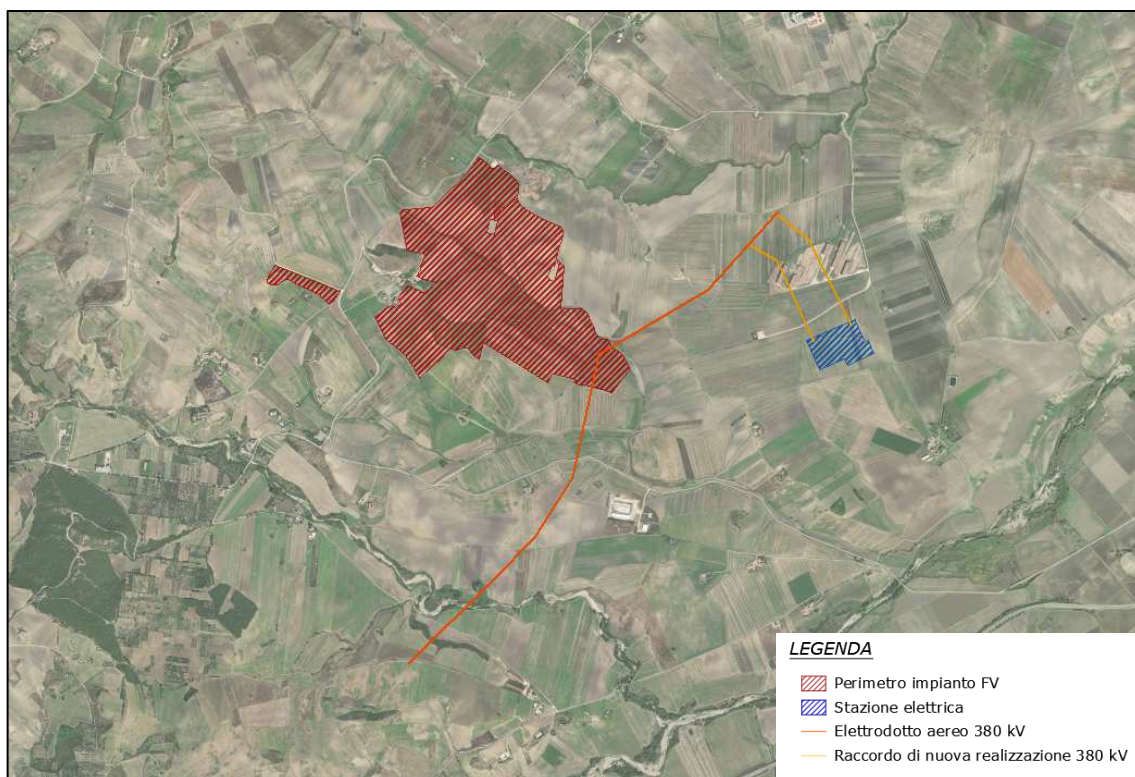 LEGENDA
Perimetro impianto FV
Stazione elettrica
Elettrodotto aereo 380 kV
Raccordo di nuova realizzazione 380 kV